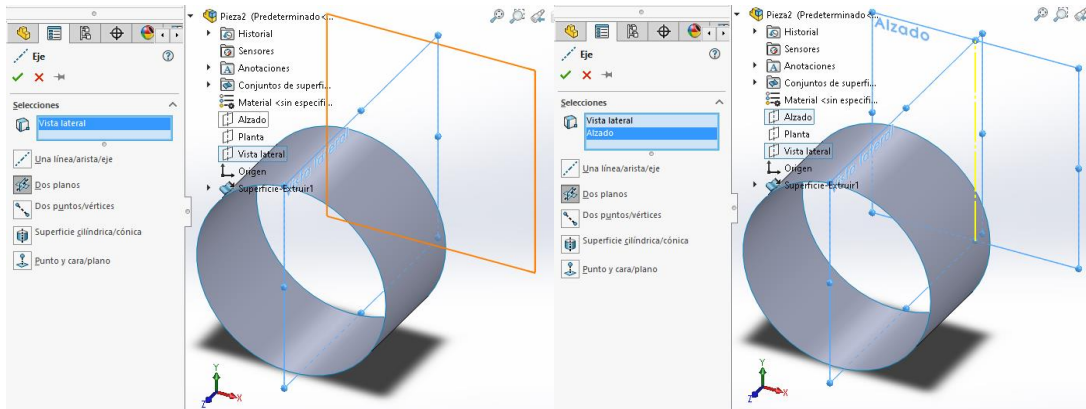 Eje
Selecciones
Vista lateral
Una línea/arista/eje
Dos planos
Dos puntos/vértices
Superficie cilíndrica/cónica
Punto y cara/plano
Pieza2 (Predeterminado<
Historial
Sensores
Anotaciones
Conjuntos de superfi...
Material <sin especifi...
Alzado
Planta
Vista lateral
Origen
Superficie-Extruir1
Y
X
Z
Eje
Selecciones
Vista lateral
Alzado
Una línea/arista/eje
Dos planos
Dos puntos/vértices
Superficie cilíndrica/cónica
Punto y cara/plano
Pieza2 (Predeterminado<
Historial
Sensores
Anotaciones
Conjuntos de superfi...
Material <sin especifi...
Alzado
Planta
Vista lateral
Origen
Superficie-Extruir1
Alzado
Y
X
Z